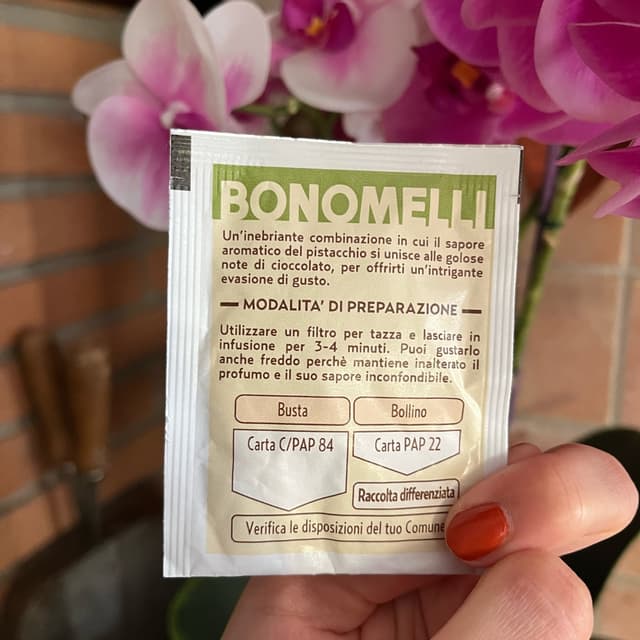 BONOMELLI
Un'inebriante combinazione in cui il sapore
aromatico del pistacchio si unisce alle golose
note di cioccolato, per offrirti un'intrigante
evasione di gusto.
MODALITA' DI PREPARAZIONE
Utilizzare un filtro per tazza e lasciare in
infusione per 3-4 minuti. Puoi gustarlo
anche freddo perchè mantiene inalterato il
profumo e il suo sapore inconfondibile.
Busta Bollino
Carta C/PAP 84 Carta PAP 22
Raccolta differenziata
Verifica le disposizioni del tuo Comune